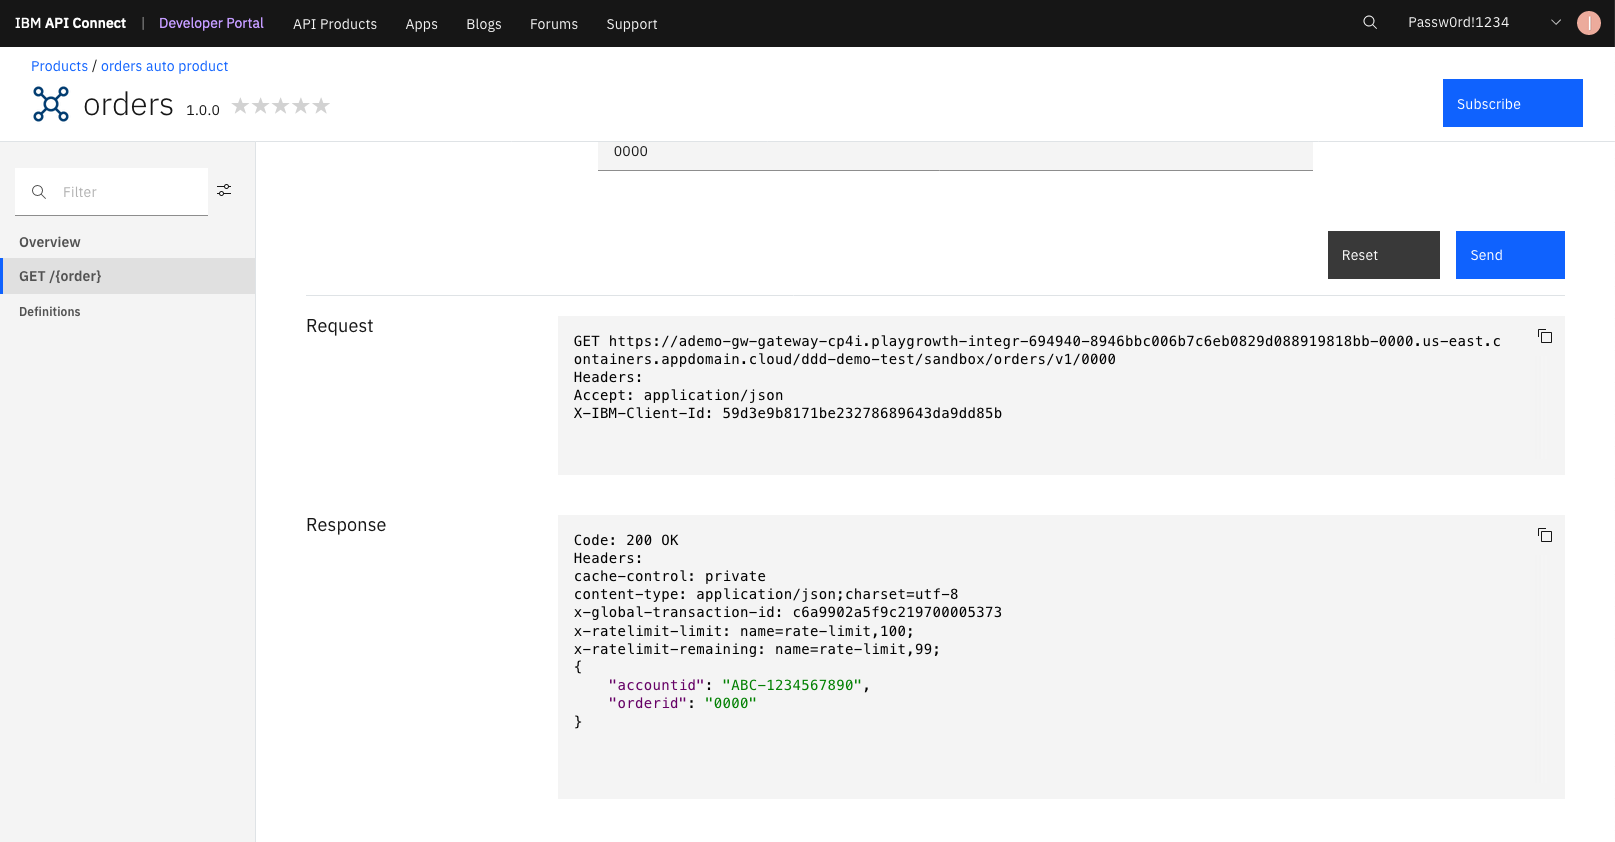 IBM API Connect | Developer Portal API Products Apps Blogs Forums Support Passw0rd!1234
Products / orders auto product
orders 1.0.0
Subscribe
0000
Filter
Overview
GET /{order}
Definitions
Reset Send
Request
GET https://ademo-gw-gateway-cp4i.playgrowth-integr-694940-8946bbc006b7c6eb0829d088919818bb-0000.us-east.c
ontainers.appdomain.cloud/ddd-demo-test/sandbox/orders/v1/0000
Headers:
Accept: application/json
X-IBM-Client-Id: 59d3e9b8171be23278689643da9dd85b
Response
Code: 200 OK
Headers:
cache-control: private
content-type: application/json;charset=utf-8
x-global-transaction-id: c6a9902a5f9c219700005373
x-ratelimit-limit: name=rate-limit,100;
x-ratelimit-remaining: name=rate-limit,99;
{
"accountid": "ABC-1234567890",
"orderid": "0000"
}